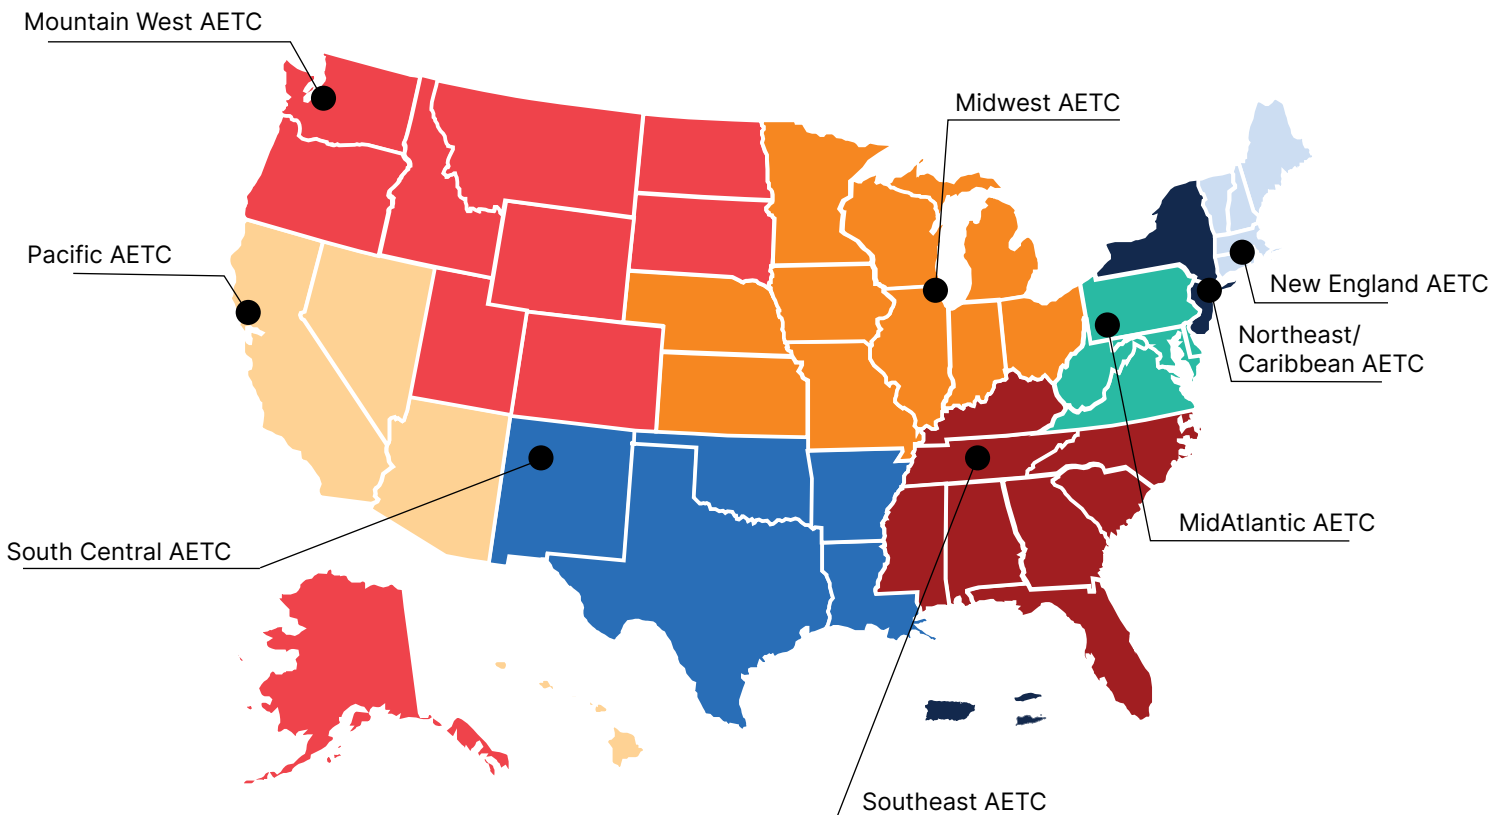 Mountain West AETC
Midwest AETC
Pacific AETC
New England AETC
Northeast/
Caribbean AETC
MidAtlantic AETC
South Central AETC
Southeast AETC